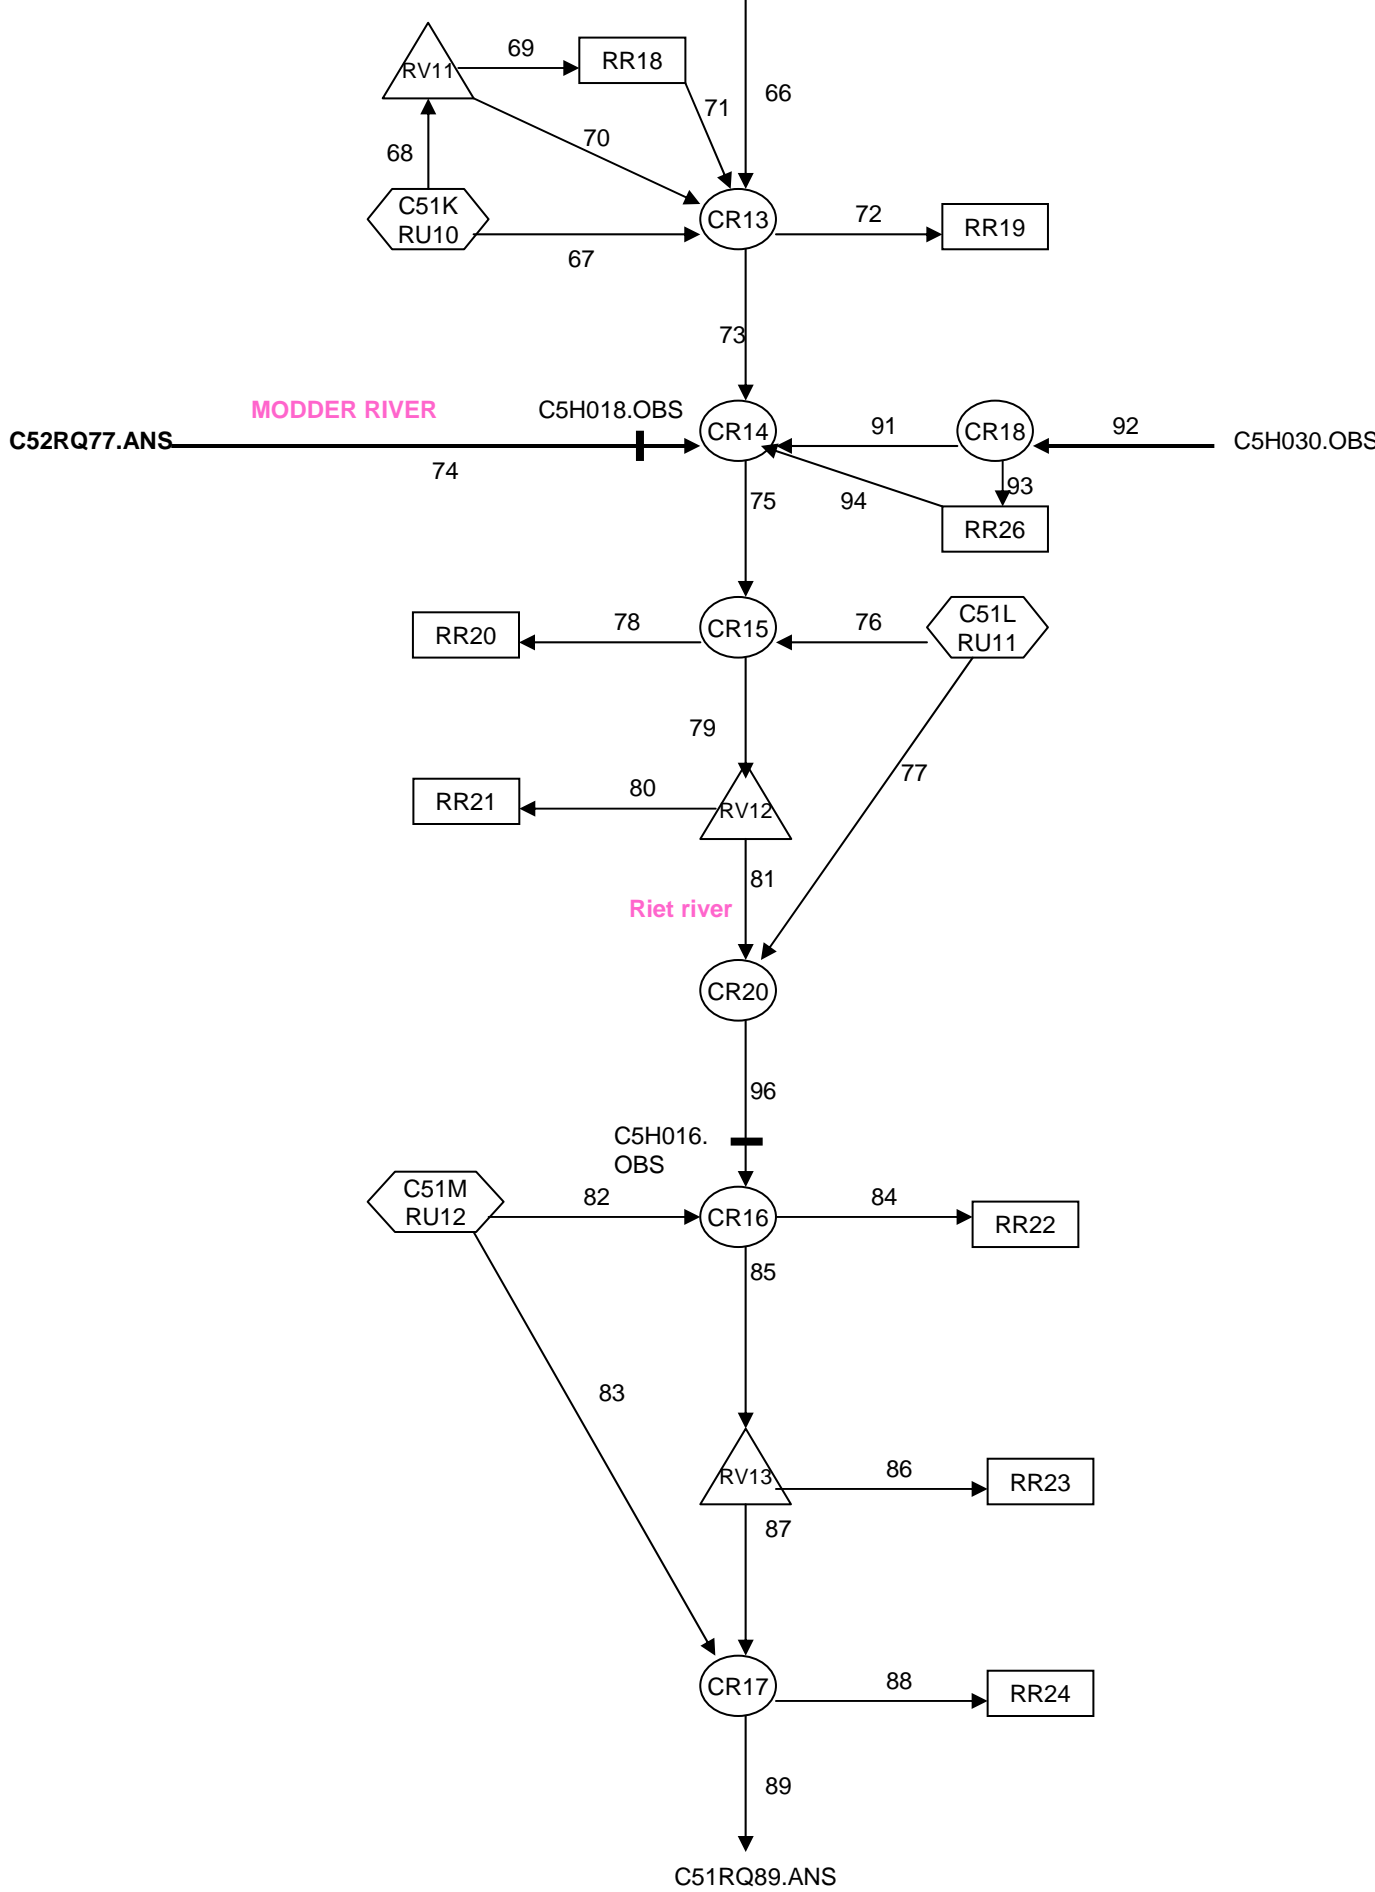 69
RR18
RV11
71
66
70
68
C51K
RU10
CR13
72
RR19
67
73
MODDER RIVER
C5H018.OBS
C52RQ77.ANS
CR14
91
CR18
92
C5H030.OBS
74
75
94
93
RR26
RR20
78
CR15
76
C51L
RU11
79
77
RR21
80
RV12
81
Riet river
CR20
96
C5H016.
OBS
C51M
RU12
82
CR16
84
RR22
85
83
RV13
86
RR23
87
CR17
88
RR24
89
C51RQ89.ANS